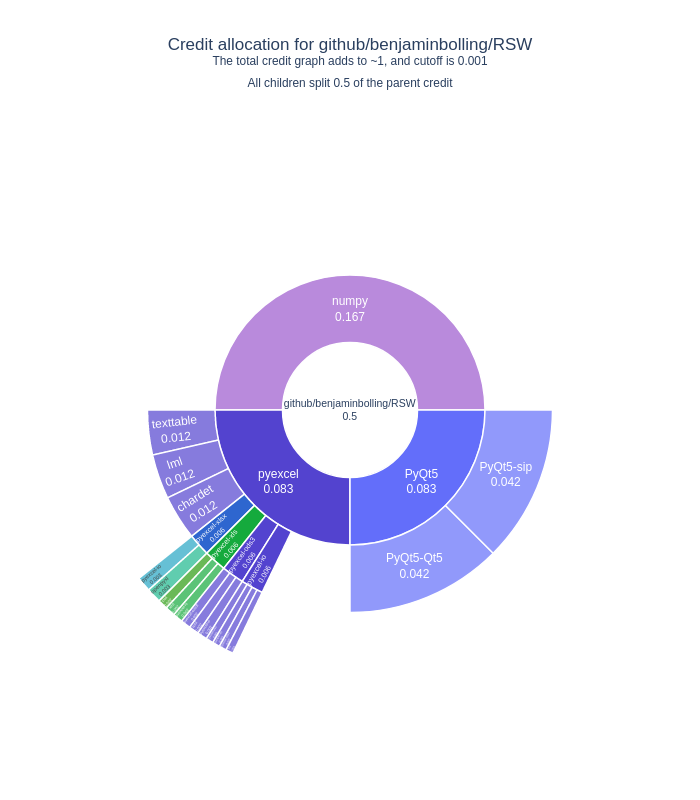 Credit allocation for github/benjaminbolling/RSW
The total credit graph adds to ~1, and cutoff is 0.001
All children split 0.5 of the parent credit
numpy
0.167
github/benjaminbolling/RSW
0.5
texttable
0.012
lml
0.012
chardet
0.012
pyexcel
0.083
PyQt5
0.083
PyQt5-sip
0.042
PyQt5-Qt5
0.042
pyexcel-xlsx
0.006
pyexcel-xls
0.006
pyexcel-ods3
0.006
pyexcel-io
0.006